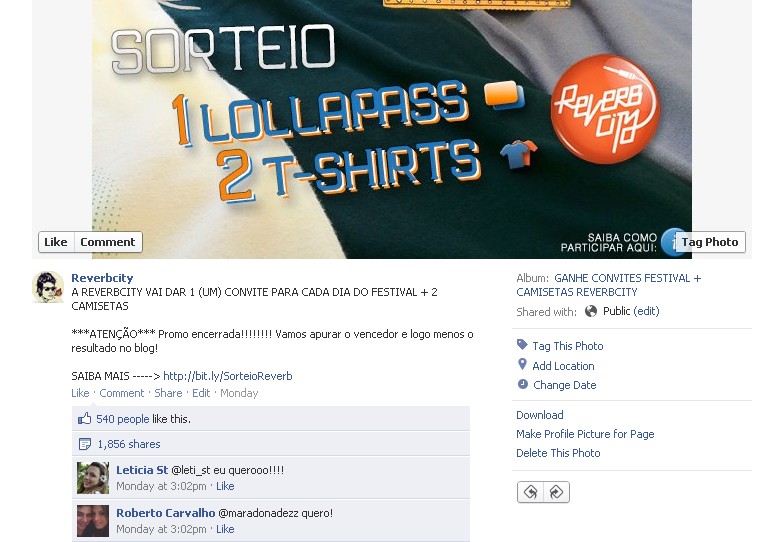 SORTEIO
1 LOLLAPASS
2 T-SHIRTS
REVERB
CITY
SAIBA COMO
PARTICIPAR AQUI:
Like Comment
Tag Photo
Reverbcity
A REVERBCITY VAI DAR 1 (UM) CONVITE PARA CADA DIA DO FESTIVAL + 2
CAMISETAS
***ATENÇÃO*** Promo encerrada!!!!!!!! Vamos apurar o vencedor e logo menos o
resultado no blog!
SAIBA MAIS -----> http://bit.ly/SorteioReverb
Like · Comment · Share · Edit · Monday
540 people like this.
1,856 shares
Leticia St @leti_st eu querooo!!!!
Monday at 3:02pm · Like
Roberto Carvalho @maradonadezz quero!
Monday at 3:02pm · Like
Album: GANHE CONVITES FESTIVAL +
CAMISETAS REVERBCITY
Shared with: Public (edit)
Tag This Photo
Add Location
Change Date
Download
Make Profile Picture for Page
Delete This Photo